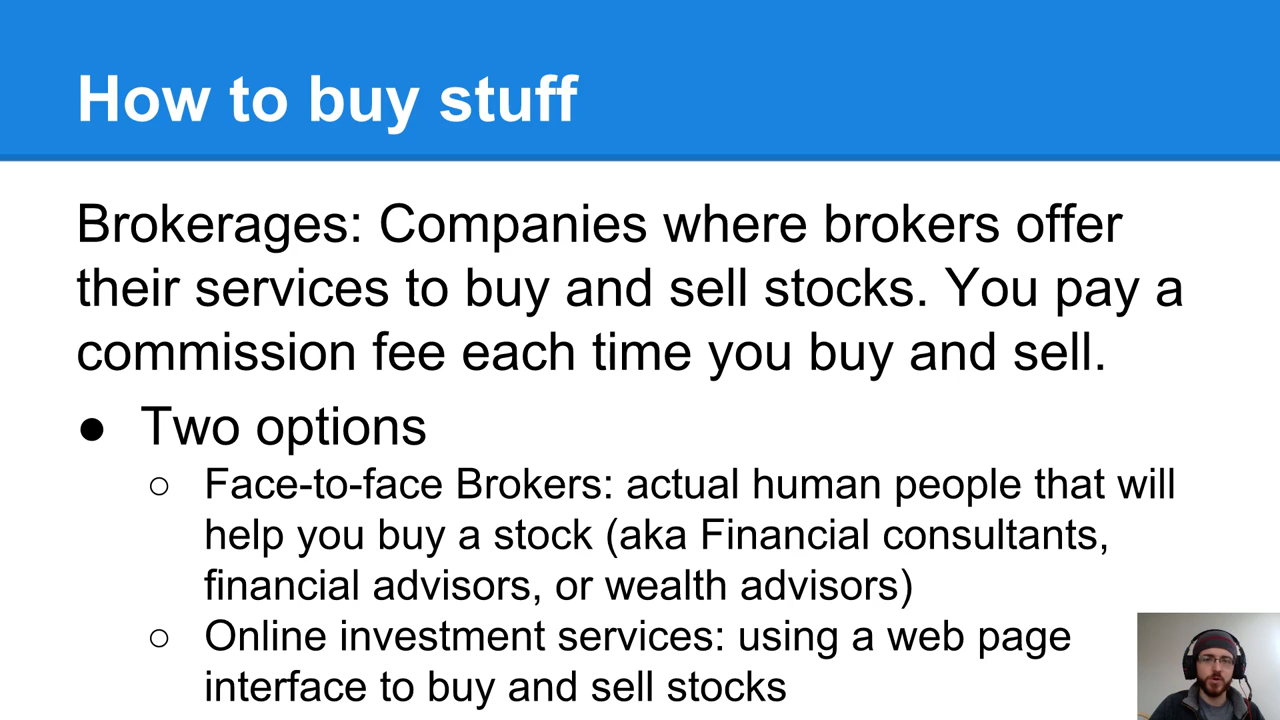 How to buy stuff
Brokerages: Companies where brokers offer
their services to buy and sell stocks. You pay a
commission fee each time you buy and sell.
● Two options
○ Face-to-face Brokers: actual human people that will
help you buy a stock (aka Financial consultants,
financial advisors, or wealth advisors)
○ Online investment services: using a web page
interface to buy and sell stocks